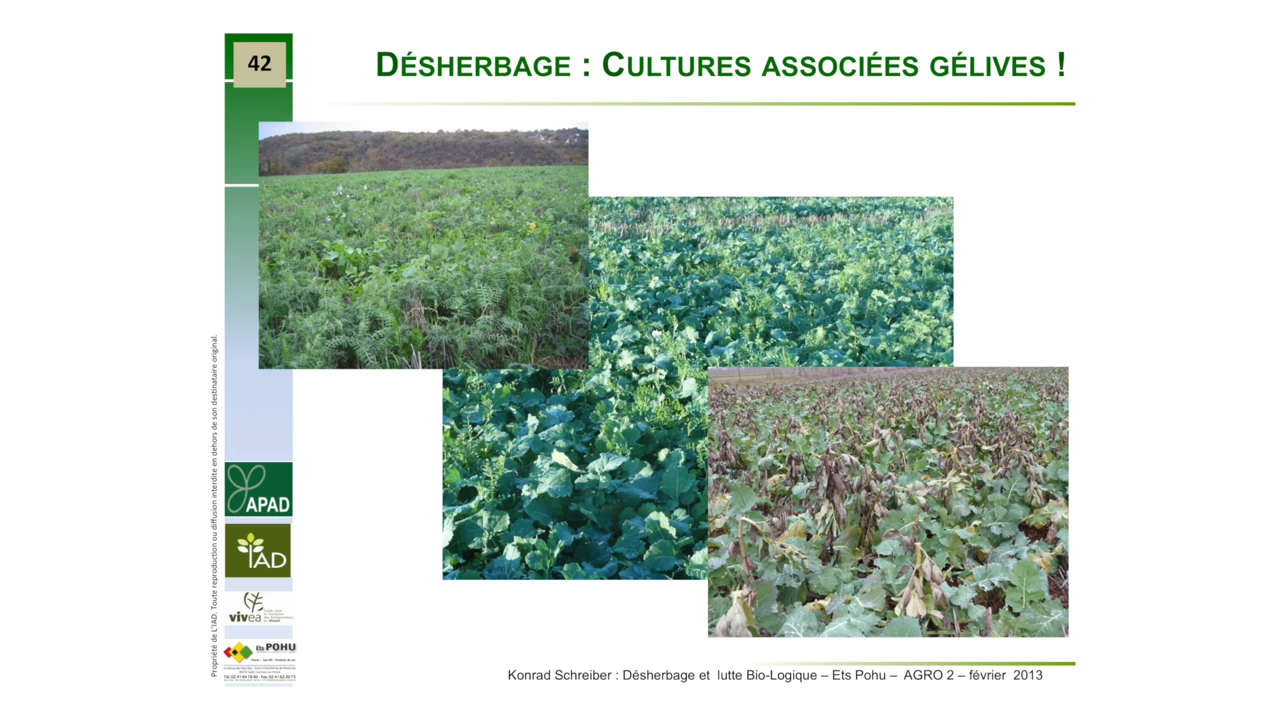 42
DÉSHERBAGE : CULTURES ASSOCIÉES GÉLIVES !
Propriété de L'IAD. Toute reproduction ou diffusion interdite en dehors de son destinataire original.
APAD
IAD
vivea
Ets POHU
Konrad Schreiber : Désherbage et lutte Bio-Logique – Ets Pohu – AGRO 2 – février 2013